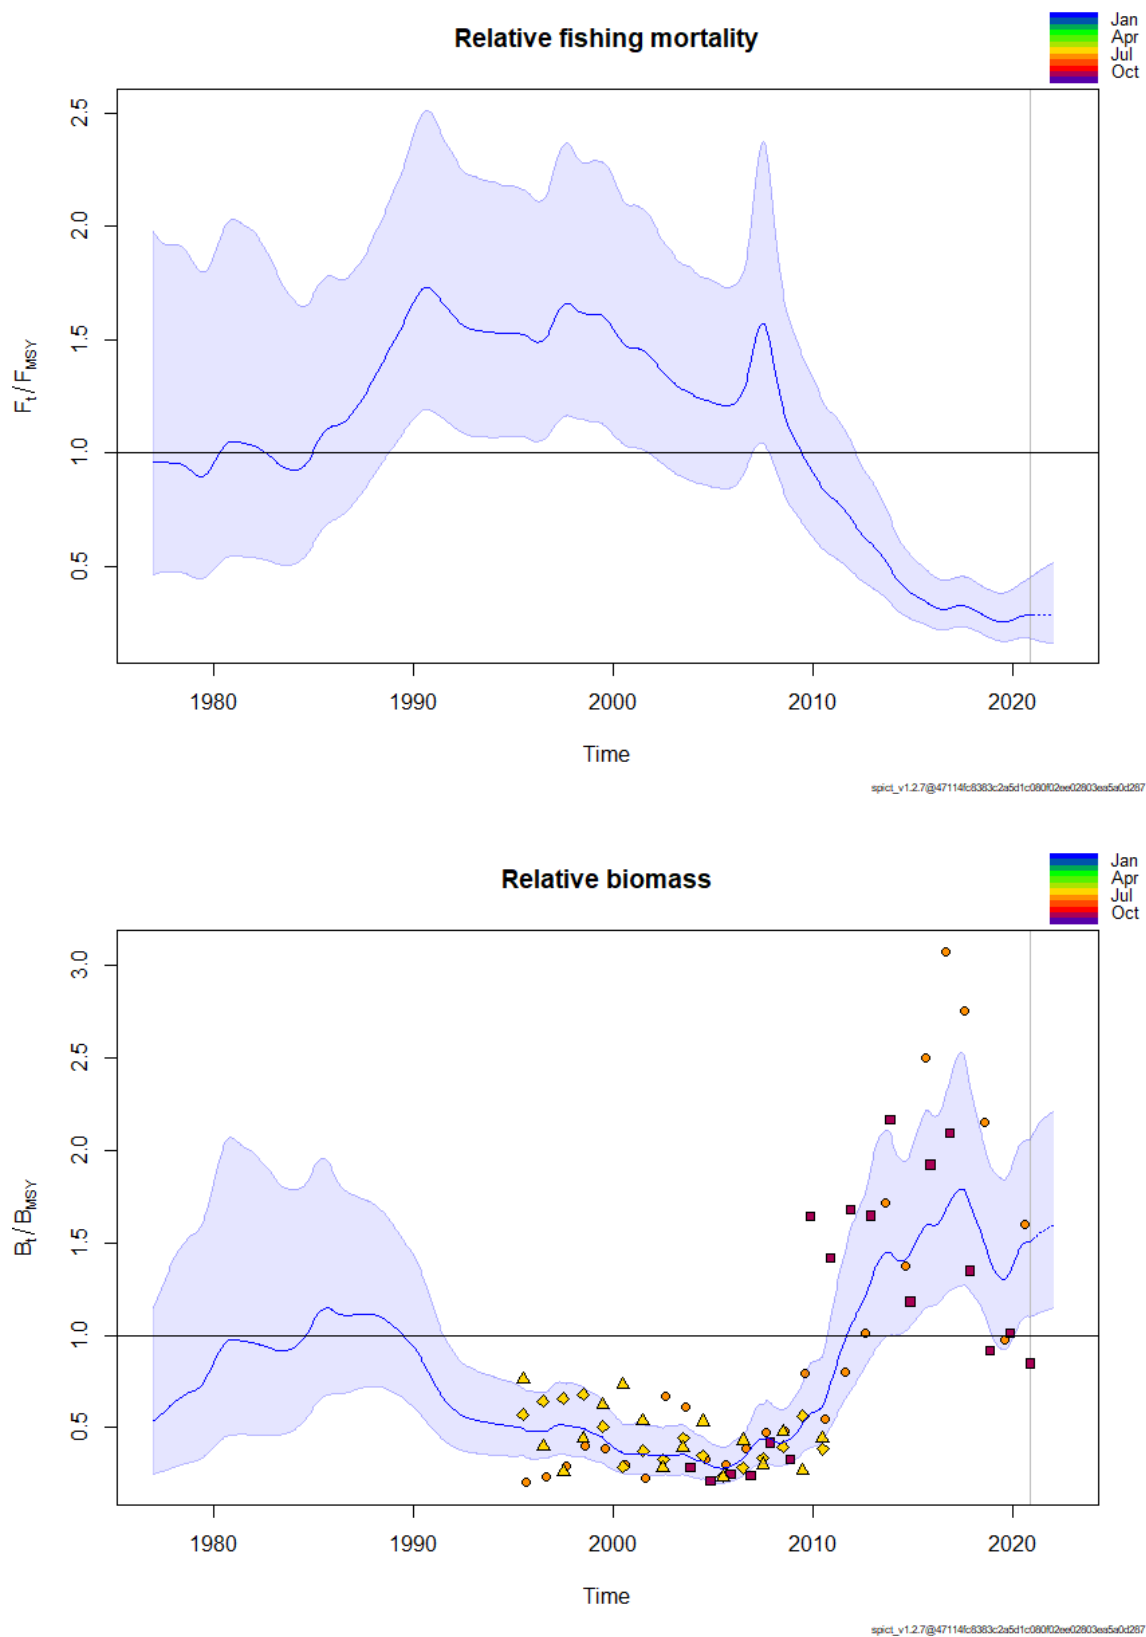 Relative fishing mortality
Jan
Apr
Jul
Oct
2.5
2.0
1.5
1.0
0.5
Ft / FMSY
1980 1990 2000 2010 2020
Time
Relative biomass
Jan
Apr
Jul
Oct
3.0
2.5
2.0
1.5
1.0
0.5
Bt / BMSY
1980 1990 2000 2010 2020
Time